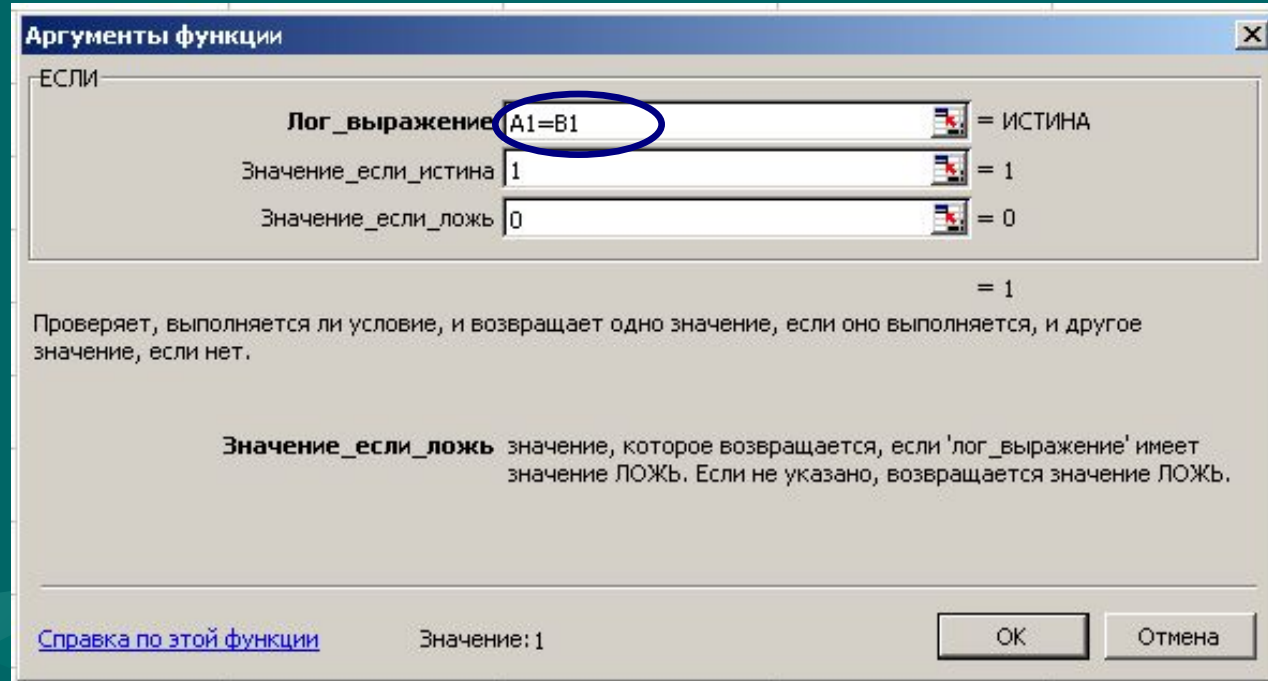 Аргументы функции
ЕСЛИ
Лог_выражение A1=B1 = ИСТИНА
Значение_если_истина 1 = 1
Значение_если_ложь 0 = 0
= 1
Проверяет, выполняется ли условие, и возвращает одно значение, если оно выполняется, и другое
значение, если нет.
Значение_если_ложь значение, которое возвращается, если 'лог_выражение' имеет
значение ЛОЖЬ. Если не указано, возвращается значение ЛОЖЬ.
Справка по этой функции Значение: 1 OK Отмена